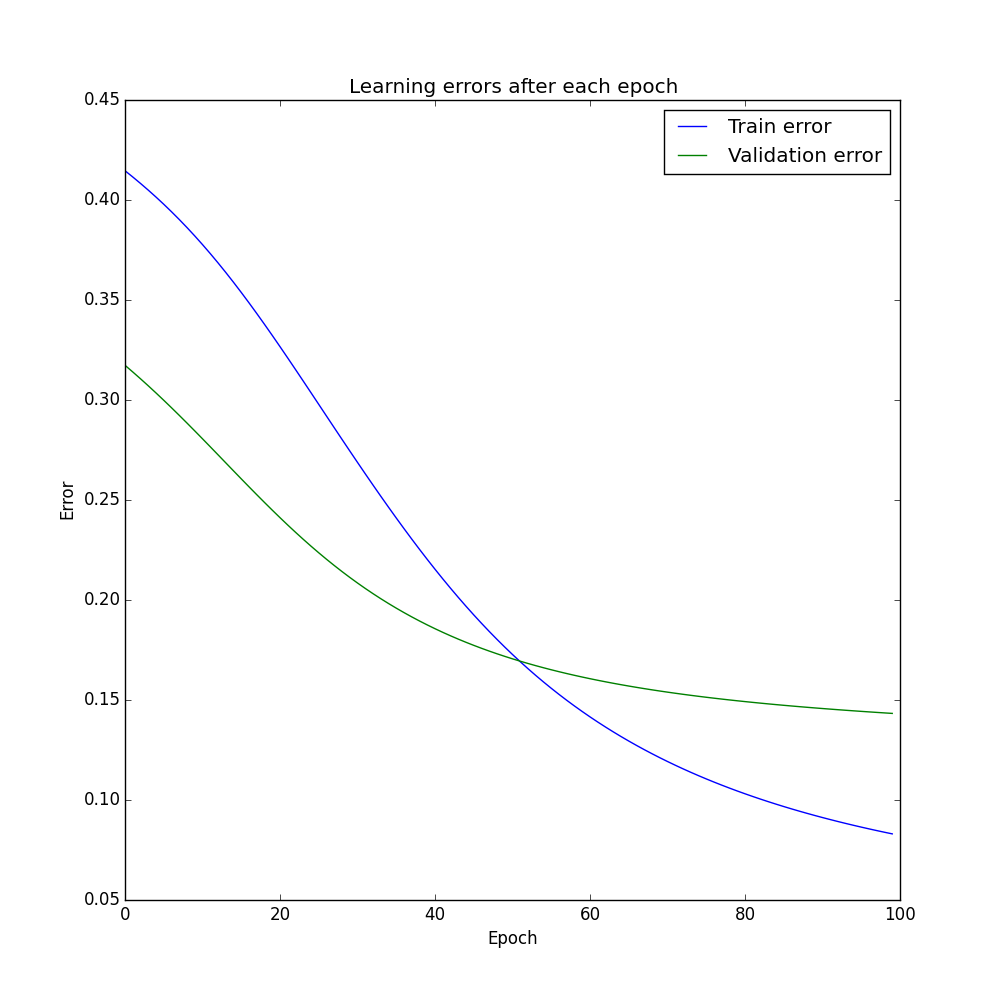 Learning errors after each epoch
Train error
Validation error
0.45
0.40
0.35
0.30
0.25
0.20
0.15
0.10
0.05
Error
0 20 40 60 80 100
Epoch